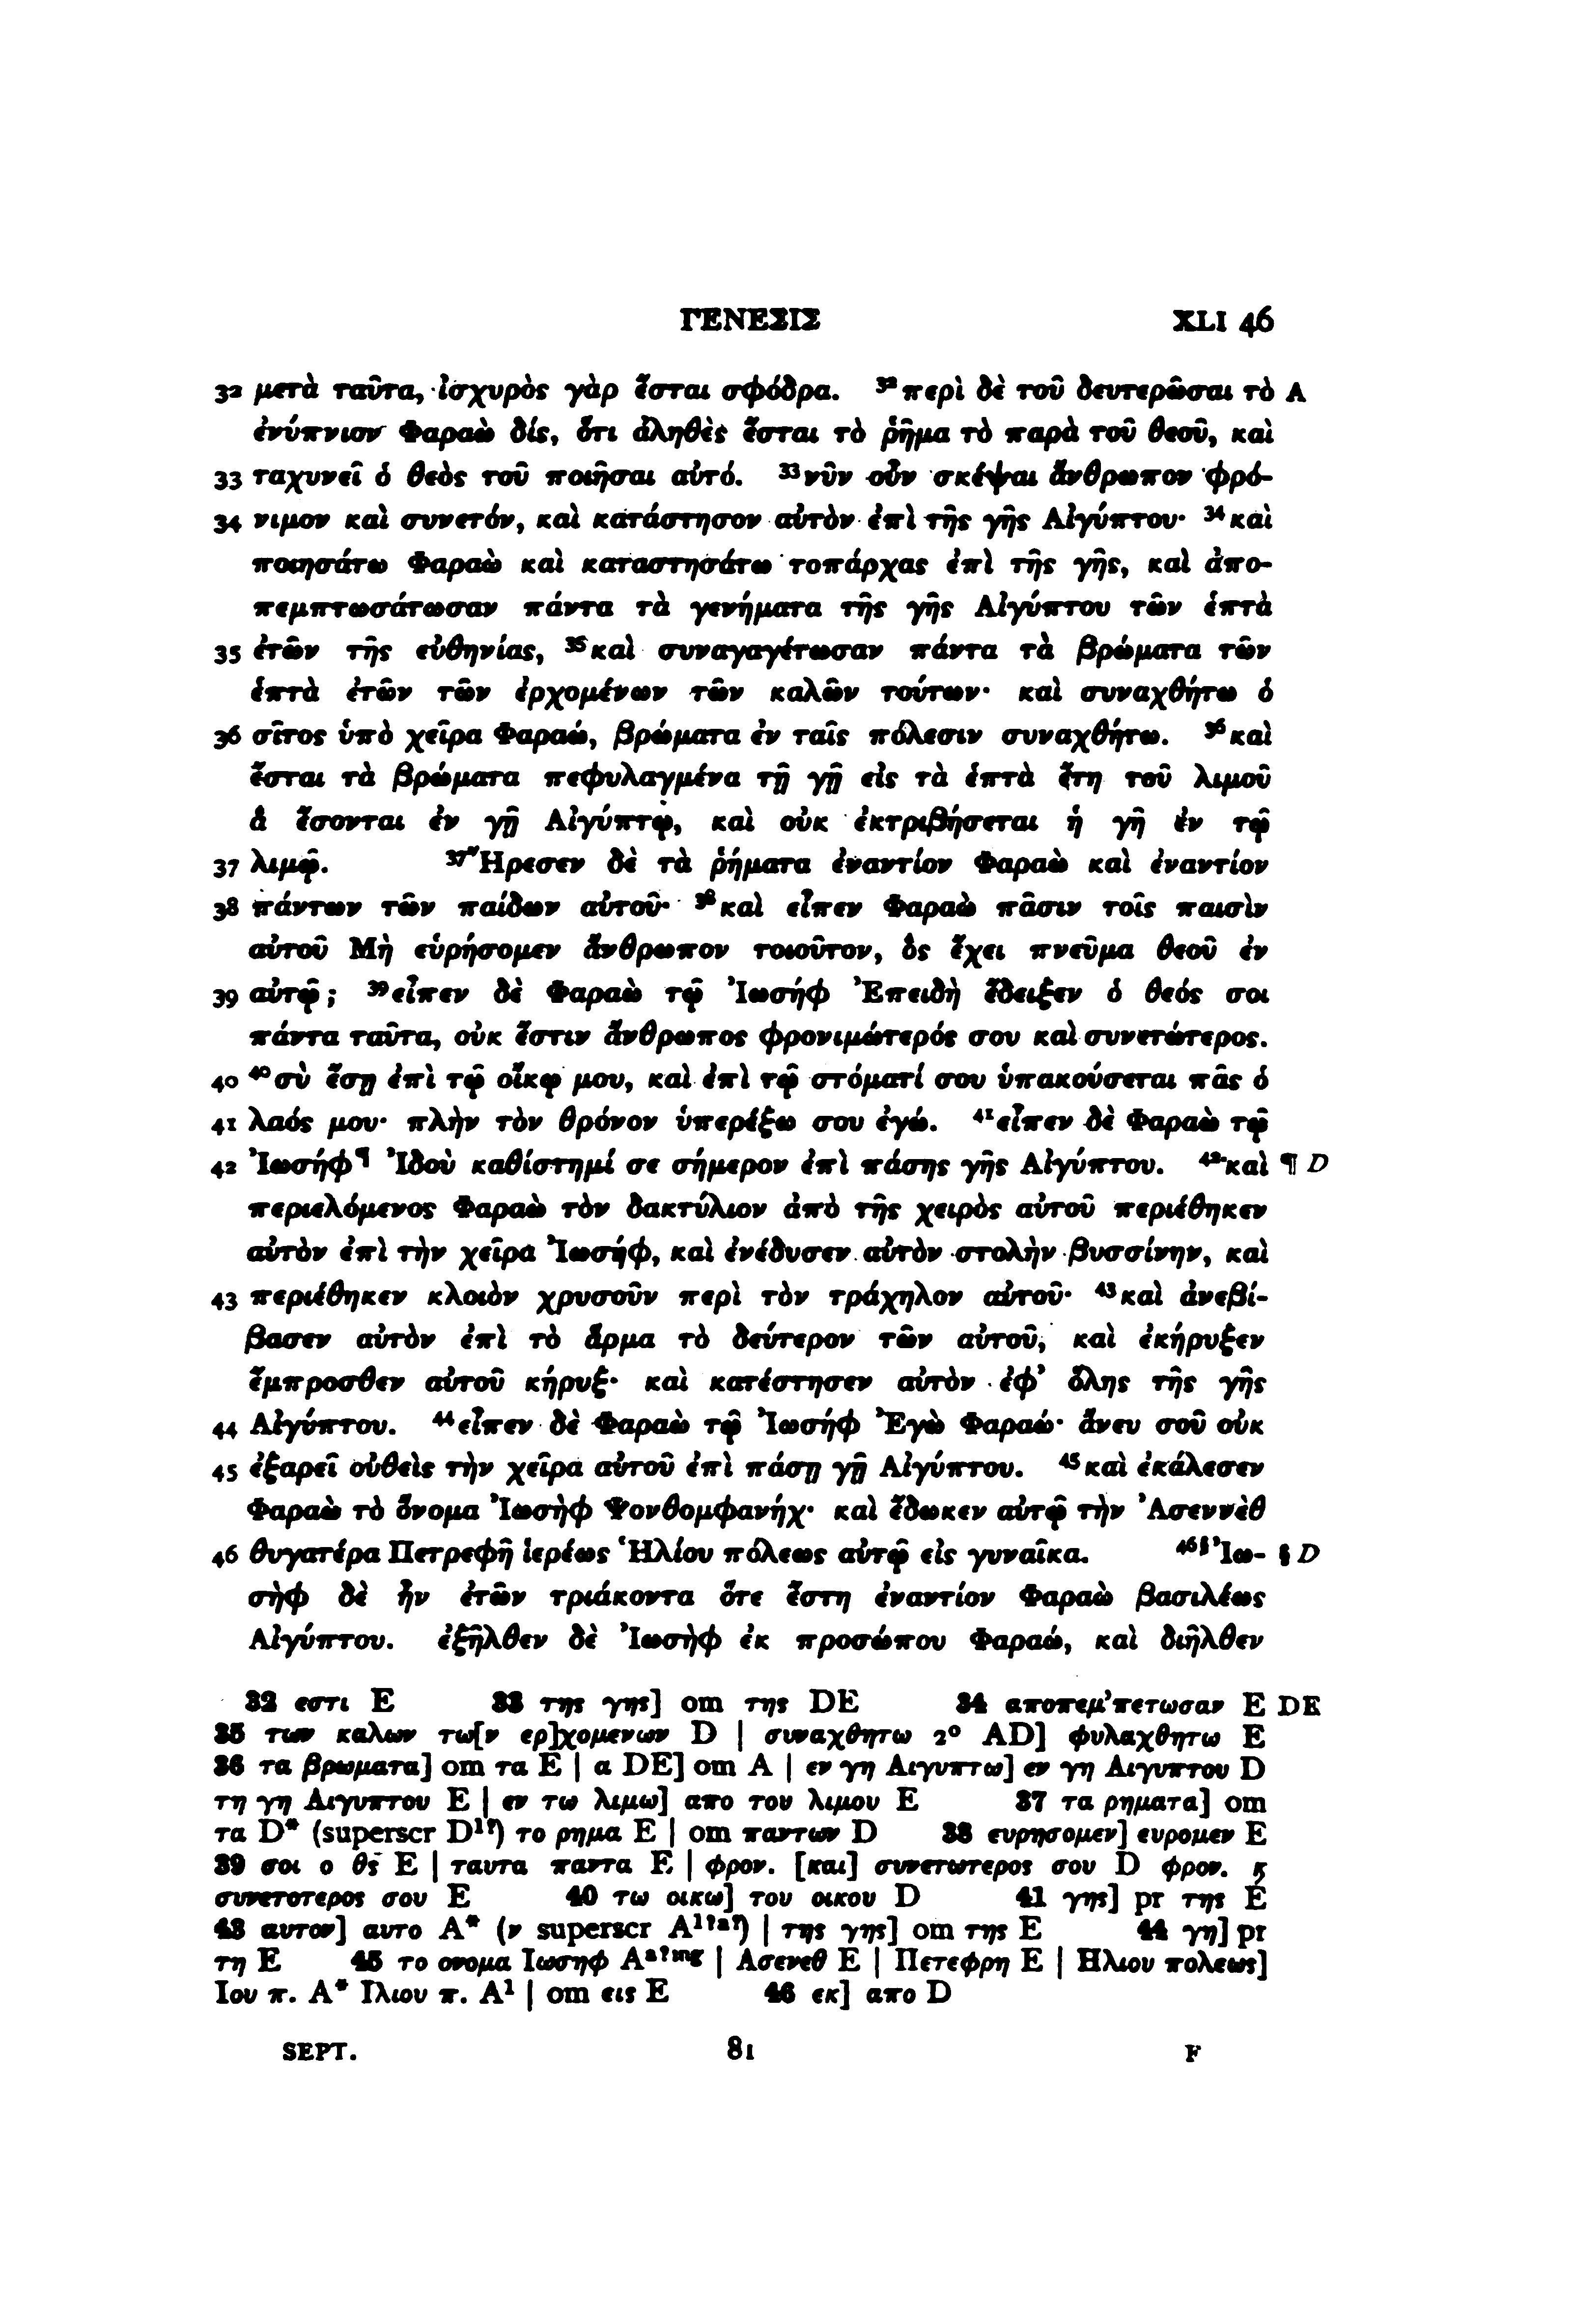 ΓΕΝΕΣΙΣ XLI 46
32 μετὰ ταῦτα, ἰσχυρὸς γὰρ ἔσται σφόδρα. ³²περὶ δὲ τοῦ δευτερῶσαι τὸ A
ἐνύπνιον Φαραὼ δίς, ὅτι ἀληθὲς ἔσται τὸ ῥῆμα τὸ παρὰ τοῦ θεοῦ, καὶ
33 ταχυνεῖ ὁ θεὸς τοῦ ποιῆσαι αὐτό. ³³νῦν οὖν σκέψαι ἄνθρωπον φρό-
34 νιμον καὶ συνετόν, καὶ κατάστησον αὐτὸν ἐπὶ τῆς γῆς Αἰγύπτου· ³⁴καὶ
ποιησάτω Φαραὼ καὶ καταστησάτω τοπάρχας ἐπὶ τῆς γῆς, καὶ ἀπο-
πεμπτωσάτωσαν πάντα τὰ γενήματα τῆς γῆς Αἰγύπτου τῶν ἑπτὰ
35 ἐτῶν τῆς εὐθηνίας, ³⁵καὶ συναγαγέτωσαν πάντα τὰ βρώματα τῶν
ἑπτὰ ἐτῶν τῶν ἐρχομένων τῶν καλῶν τούτων· καὶ συναχθήτω ὁ
36 σῖτος ὑπὸ χεῖρα Φαραώ, βρώματα ἐν ταῖς πόλεσιν συναχθήτω. ³⁶καὶ
ἔσται τὰ βρώματα πεφυλαγμένα τῇ γῇ εἰς τὰ ἑπτὰ ἔτη τοῦ λιμοῦ
ἃ ἔσονται ἐν γῇ Αἰγύπτῳ, καὶ οὐκ ἐκτριβήσεται ἡ γῆ ἐν τῷ
37 λιμῷ. ³⁷Ἤρεσεν δὲ τὰ ῥήματα ἐναντίον Φαραὼ καὶ ἐναντίον
38 πάντων τῶν παίδων αὐτοῦ· ³⁸καὶ εἶπεν Φαραὼ πᾶσιν τοῖς παισὶν
αὐτοῦ Μὴ εὑρήσομεν ἄνθρωπον τοιοῦτον, ὃς ἔχει πνεῦμα θεοῦ ἐν
39 αὐτῷ; ³⁹εἶπεν δὲ Φαραὼ τῷ Ἰωσήφ Ἐπειδὴ ἔδειξεν ὁ θεός σοι
πάντα ταῦτα, οὐκ ἔστιν ἄνθρωπος φρονιμώτερός σου καὶ συνετώτερος.
40 ⁴⁰σὺ ἔσῃ ἐπὶ τῷ οἴκῳ μου, καὶ ἐπὶ τῷ στόματί σου ὑπακούσεται πᾶς ὁ
41 λαός μου· πλὴν τὸν θρόνον ὑπερέξω σου ἐγώ. ⁴¹εἶπεν δὲ Φαραὼ τῷ
42 Ἰωσήφ¶ Ἰδοὺ καθίστημί σε σήμερον ἐπὶ πάσης γῆς Αἰγύπτου. ⁴²καὶ ¶ D
περιελόμενος Φαραὼ τὸν δακτύλιον ἀπὸ τῆς χειρὸς αὐτοῦ περιέθηκεν
αὐτὸν ἐπὶ τὴν χεῖρα Ἰωσήφ, καὶ ἐνέδυσεν αὐτὸν στολὴν βυσσίνην, καὶ
43 περιέθηκεν κλοιὸν χρυσοῦν περὶ τὸν τράχηλον αὐτοῦ· ⁴³καὶ ἀνεβί-
βασεν αὐτὸν ἐπὶ τὸ ἅρμα τὸ δεύτερον τῶν αὐτοῦ, καὶ ἐκήρυξεν
ἔμπροσθεν αὐτοῦ κήρυξ· καὶ κατέστησεν αὐτὸν ἐφ’ ὅλης τῆς γῆς
44 Αἰγύπτου. ⁴⁴εἶπεν δὲ Φαραὼ τῷ Ἰωσήφ Ἐγὼ Φαραώ· ἄνευ σοῦ οὐκ
45 ἐξαρεῖ οὐθεὶς τὴν χεῖρα αὐτοῦ ἐπὶ πάσῃ γῇ Αἰγύπτου. ⁴⁵καὶ ἐκάλεσεν
Φαραὼ τὸ ὄνομα Ἰωσὴφ Ψονθομφανήχ· καὶ ἔδωκεν αὐτῷ τὴν Ἀσεννὲθ
46 θυγατέρα Πετρεφῆ ἱερέως Ἡλίου πόλεως αὐτῷ εἰς γυναῖκα. ⁴⁶§Ἰω- § D
σὴφ δὲ ἦν ἐτῶν τριάκοντα ὅτε ἔστη ἐναντίον Φαραὼ βασιλέως
Αἰγύπτου. ἐξῆλθεν δὲ Ἰωσὴφ ἐκ προσώπου Φαραώ, καὶ διῆλθεν
32 εστι E 33 της γης] om της DE 34 αποπεμ’πετωσαν E DE
35 των καλων τω[ν ερ]χομενων D | συναχθητω 2° AD] φυλαχθητω E
36 τα βρωματα] om τα E | α DE] om A | εν γη Αιγυπτω] εν γη Αιγυπτου D
τη γη Αιγυπτου E | εν τω λιμω] απο του λιμου E 37 τα ρηματα] om
τα D* (superscr D¹?) το ρημα E | om παντων D 38 ευρησομεν] ευρομεν E
39 σοι ο θς̄ E | ταυτα παντα E | φρον. [και] συνετωτερος σου D φρον. ϗ
συνετοτερος σου E 40 τω οικω] του οικου D 41 γης] pr της E
43 αυτον] αυτο A* (ν superscr A¹?ᵃ?) | της γης] om της E 44 γη] pr
τη E 45 το ονομα Ιωσηφ Aᵃ?ᵐᵍ | Ασενεθ E | Πετεφρη E | Ηλιου πολεως]
Ιου π. A* Ιλιου π. A¹ | om εις E 46 εκ] απο D
SEPT. 81 F